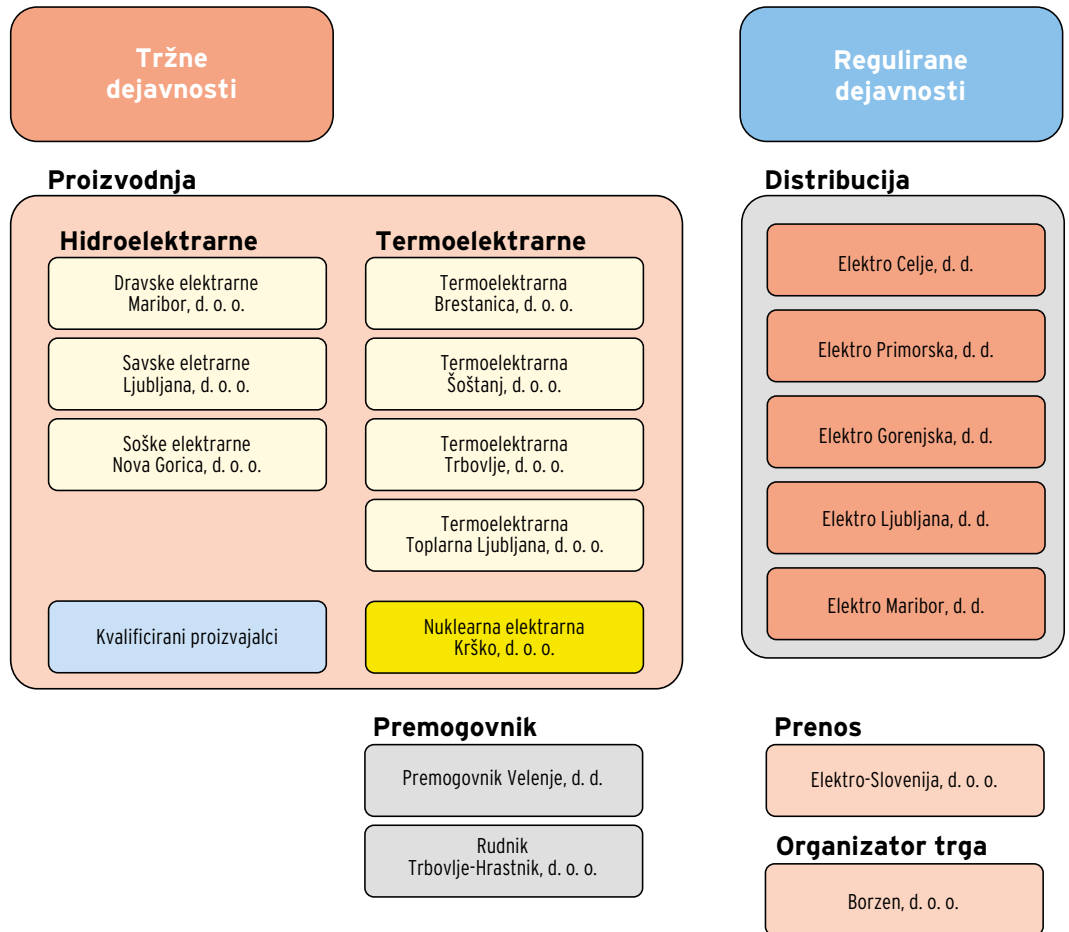 Tržne
dejavnosti
Regulirane
dejavnosti
Proizvodnja
Hidroelektrarne
Dravske elektrarne
Maribor, d. o. o.
Savske eletrarne
Ljubljana, d. o. o.
Soške elektrarne
Nova Gorica, d. o. o.
Kvalificirani proizvajalci
Termoelektrarne
Termoelektrarna
Brestanica, d. o. o.
Termoelektrarna
Šoštanj, d. o. o.
Termoelektrarna
Trbovlje, d. o. o.
Termoelektrarna
Toplarna Ljubljana, d. o. o.
Nuklearna elektrarna
Krško, d. o. o.
Premogovnik
Premogovnik Velenje, d. d.
Rudnik
Trbovlje-Hrastnik, d. o. o.
Distribucija
Elektro Celje, d. d.
Elektro Primorska, d. d.
Elektro Gorenjska, d. d.
Elektro Ljubljana, d. d.
Elektro Maribor, d. d.
Prenos
Elektro-Slovenija, d. o. o.
Organizator trga
Borzen, d. o. o.